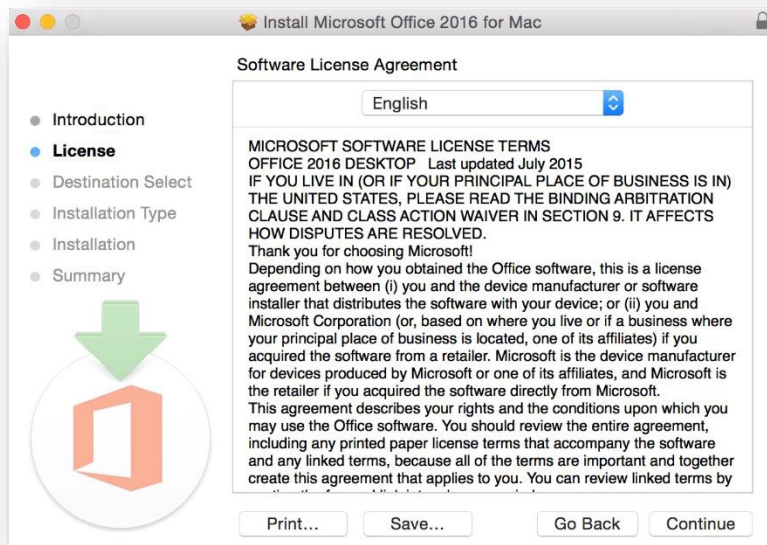 Install Microsoft Office 2016 for Mac
Software License Agreement
Introduction
License
Destination Select
Installation Type
Installation
Summary
English
MICROSOFT SOFTWARE LICENSE TERMS
OFFICE 2016 DESKTOP Last updated July 2015
IF YOU LIVE IN (OR IF YOUR PRINCIPAL PLACE OF BUSINESS IS IN)
THE UNITED STATES, PLEASE READ THE BINDING ARBITRATION
CLAUSE AND CLASS ACTION WAIVER IN SECTION 9. IT AFFECTS
HOW DISPUTES ARE RESOLVED.
Thank you for choosing Microsoft!
Depending on how you obtained the Office software, this is a license
agreement between (i) you and the device manufacturer or software
installer that distributes the software with your device; or (ii) you and
Microsoft Corporation (or, based on where you live or if a business where
your principal place of business is located, one of its affiliates) if you
acquired the software from a retailer. Microsoft is the device manufacturer
for devices produced by Microsoft or one of its affiliates, and Microsoft is
the retailer if you acquired the software directly from Microsoft.
This agreement describes your rights and the conditions upon which you
may use the Office software. You should review the entire agreement,
including any printed paper license terms that accompany the software
and any linked terms, because all of the terms are important and together
create this agreement that applies to you. You can review linked terms by
Print...
Save...
Go Back
Continue